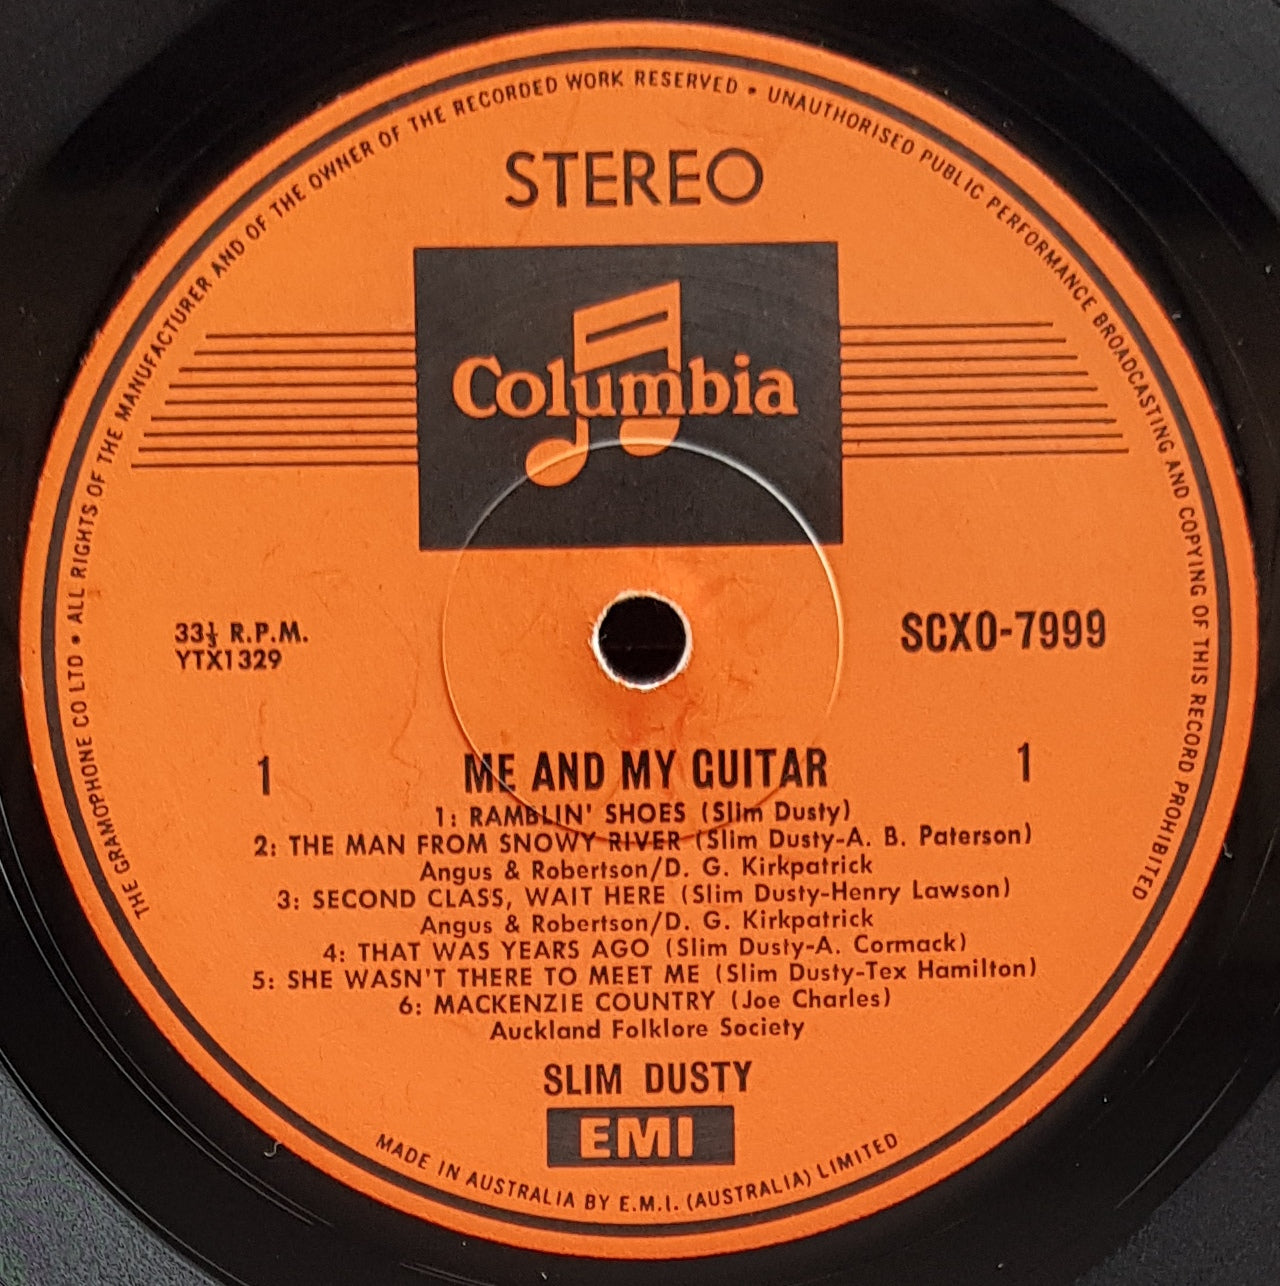 THE GRAMOPHONE CO LTD • ALL RIGHTS OF THE MANUFACTURER AND OF THE OWNER OF THE RECORDED WORK RESERVED • UNAUTHORISED PUBLIC PERFORMANCE BROADCASTING AND COPYING OF THIS RECORD PROHIBITED
STEREO
Columbia
33⅓ R.P.M.
YTX1329
SCXO-7999
1
1
ME AND MY GUITAR
1: RAMBLIN' SHOES (Slim Dusty)
2: THE MAN FROM SNOWY RIVER (Slim Dusty-A. B. Paterson)
Angus & Robertson/D. G. Kirkpatrick
3: SECOND CLASS, WAIT HERE (Slim Dusty-Henry Lawson)
Angus & Robertson/D. G. Kirkpatrick
4: THAT WAS YEARS AGO (Slim Dusty-A. Cormack)
5: SHE WASN'T THERE TO MEET ME (Slim Dusty-Tex Hamilton)
6: MACKENZIE COUNTRY (Joe Charles)
Auckland Folklore Society
SLIM DUSTY
EMI
MADE IN AUSTRALIA BY E.M.I. (AUSTRALIA) LIMITED